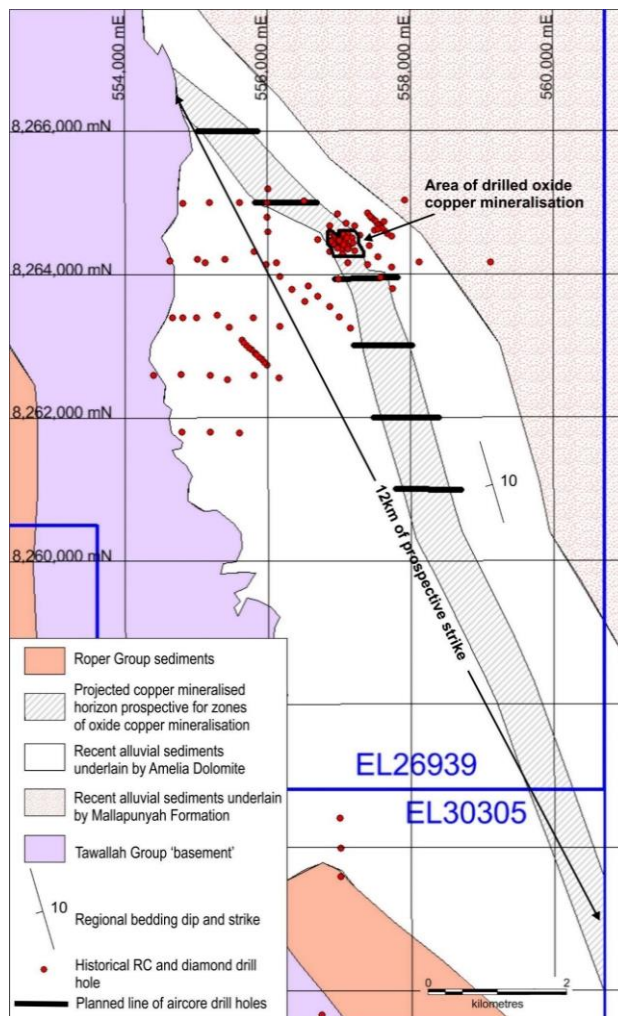 554,000 mE
556,000 mE
558,000 mE
560,000 mE
8,266,000 mN
Area of drilled oxide
copper mineralisation
8,264,000 mN
8,262,000 mN
10
12km of prospective strike
8,260,000 mN
EL26939
EL30305
Roper Group sediments
Projected copper mineralised
horizon prospective for zones
of oxide copper mineralisation
Recent alluvial sediments
underlain by Amelia Dolomite
Recent alluvial sediments underlain
by Mallapunyah Formation
Tawallah Group ‘basement’
10
Regional bedding dip and strike
Historical RC and diamond drill
hole
Planned line of aircore drill holes
0 2
kilometres